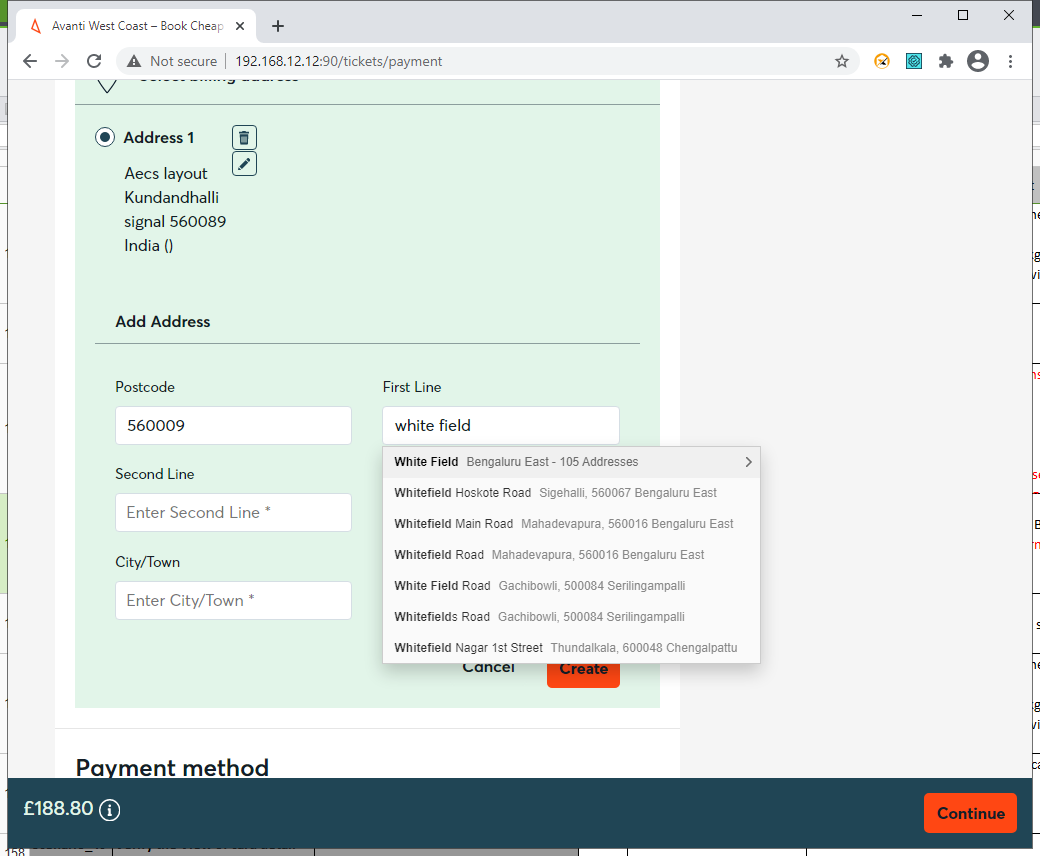 Avanti West Coast – Book Cheap
Not secure | 192.168.12.12:90/tickets/payment
Select billing address
Address 1
Aecs layout
Kundandhalli
signal 560089
India ()
Add Address
Postcode
First Line
560009
white field
White Field Bengaluru East - 105 Addresses
Second Line
Whitefield Hoskote Road Sigehalli, 560067 Bengaluru East
Enter Second Line *
Whitefield Main Road Mahadevapura, 560016 Bengaluru East
Whitefield Road Mahadevapura, 560016 Bengaluru East
City/Town
White Field Road Gachibowli, 500084 Serilingampalli
Enter City/Town *
Whitefields Road Gachibowli, 500084 Serilingampalli
Whitefield Nagar 1st Street Thundalkala, 600048 Chengalpattu
Cancel
Create
Payment method
£188.80
Continue
158